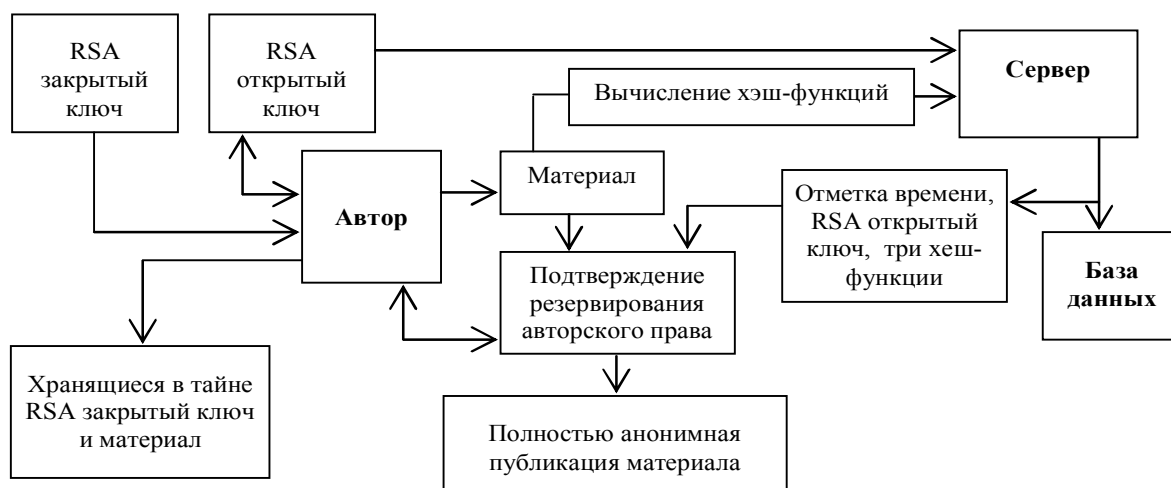 RSA
закрытый
ключ
RSA
открытый
ключ
Сервер
Вычисление хэш-функций
Материал
Автор
Отметка времени,
RSA открытый
ключ, три хеш-
функции
База
данных
Подтверждение
резервирования
авторского права
Хранящиеся в тайне
RSA закрытый ключ
и материал
Полностью анонимная
публикация материала